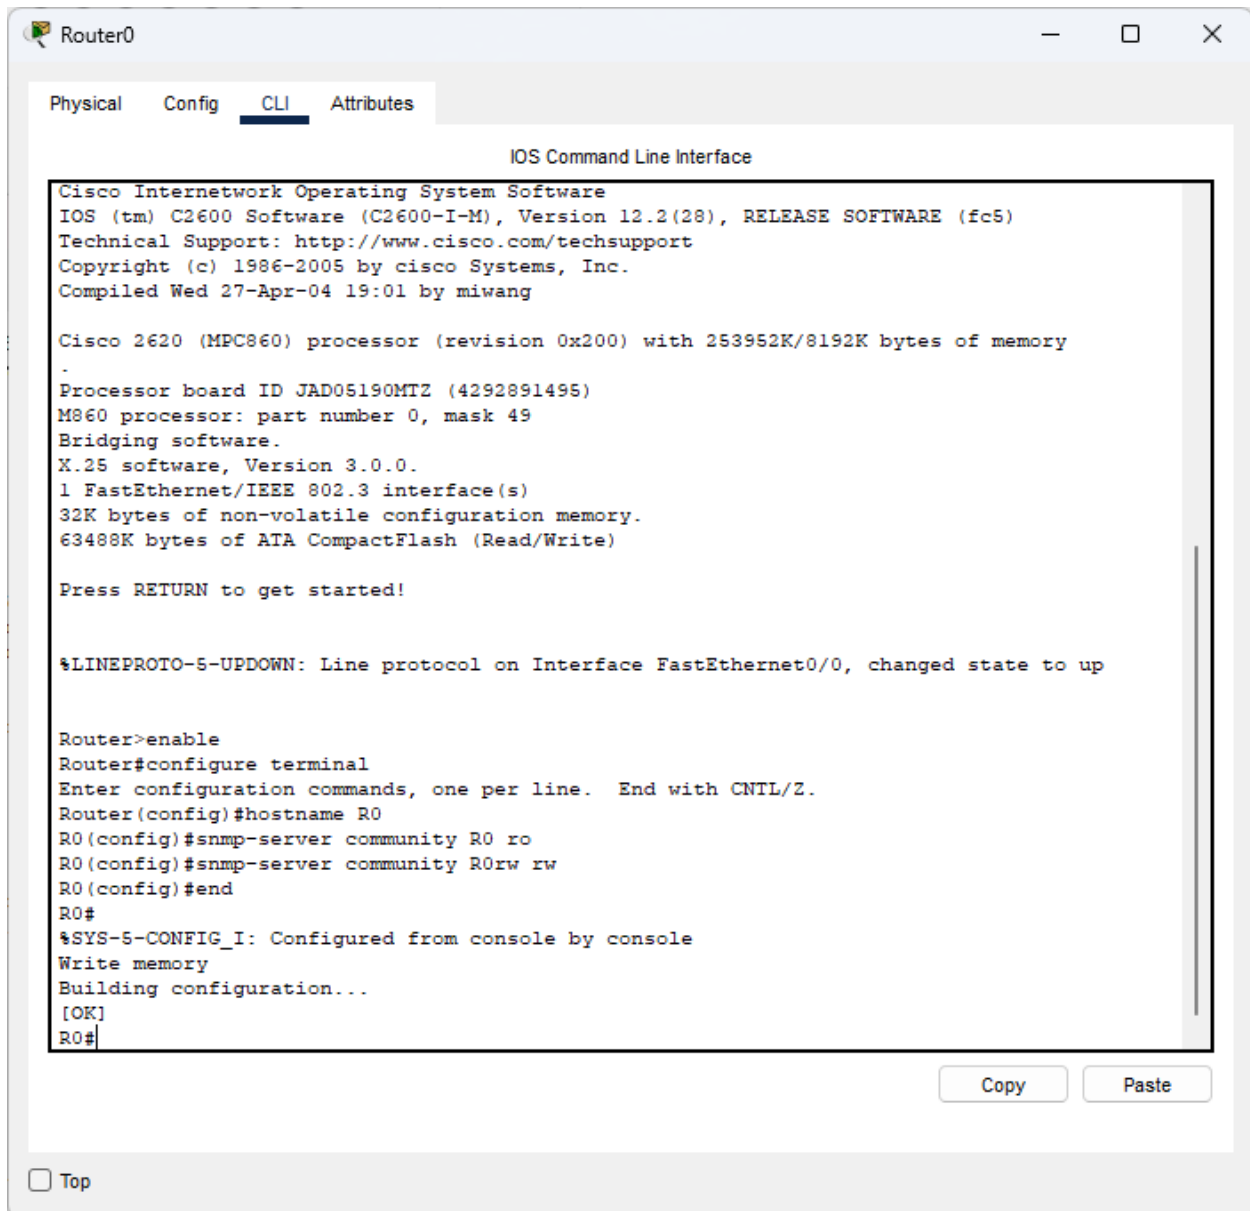 Router0
Physical Config CLI Attributes
IOS Command Line Interface
Cisco Internetwork Operating System Software
IOS (tm) C2600 Software (C2600-I-M), Version 12.2(28), RELEASE SOFTWARE (fc5)
Technical Support: http://www.cisco.com/techsupport
Copyright (c) 1986-2005 by cisco Systems, Inc.
Compiled Wed 27-Apr-04 19:01 by miwang
Cisco 2620 (MPC860) processor (revision 0x200) with 253952K/8192K bytes of memory
.
Processor board ID JAD05190MTZ (4292891495)
M860 processor: part number 0, mask 49
Bridging software.
X.25 software, Version 3.0.0.
1 FastEthernet/IEEE 802.3 interface(s)
32K bytes of non-volatile configuration memory.
63488K bytes of ATA CompactFlash (Read/Write)
Press RETURN to get started!
%LINEPROTO-5-UPDOWN: Line protocol on Interface FastEthernet0/0, changed state to up
Router>enable
Router#configure terminal
Enter configuration commands, one per line.  End with CNTL/Z.
Router(config)#hostname R0
R0(config)#snmp-server community R0 ro
R0(config)#snmp-server community R0rw rw
R0(config)#end
R0#
%SYS-5-CONFIG_I: Configured from console by console
Write memory
Building configuration...
[OK]
R0#
Copy Paste
Top